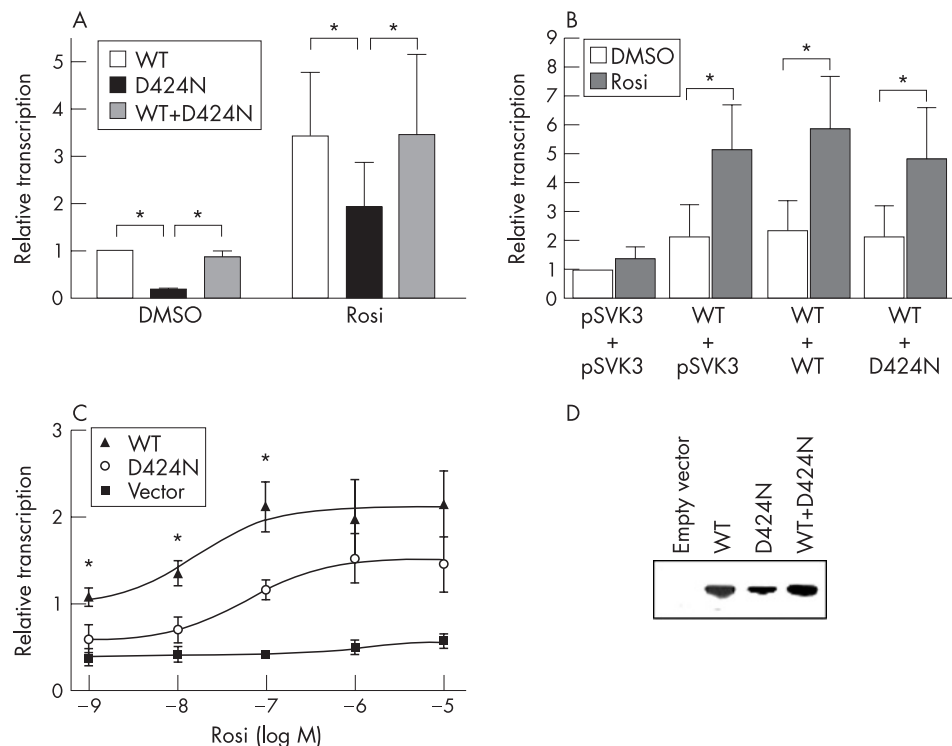 A
WT
D424N
WT+D424N
Relative transcription
5
4
3
2
1
0
* * * *
DMSO Rosi
B
DMSO
Rosi
Relative transcription
9
8
7
6
5
4
3
2
1
0
* * *
pSVK3 WT WT WT
+ + + +
pSVK3 pSVK3 WT D424N
C
WT
D424N
Vector
Relative transcription
3
2
1
0
* * *
−9 −8 −7 −6 −5
Rosi (log M)
D
Empty vector
WT
D424N
WT+D424N